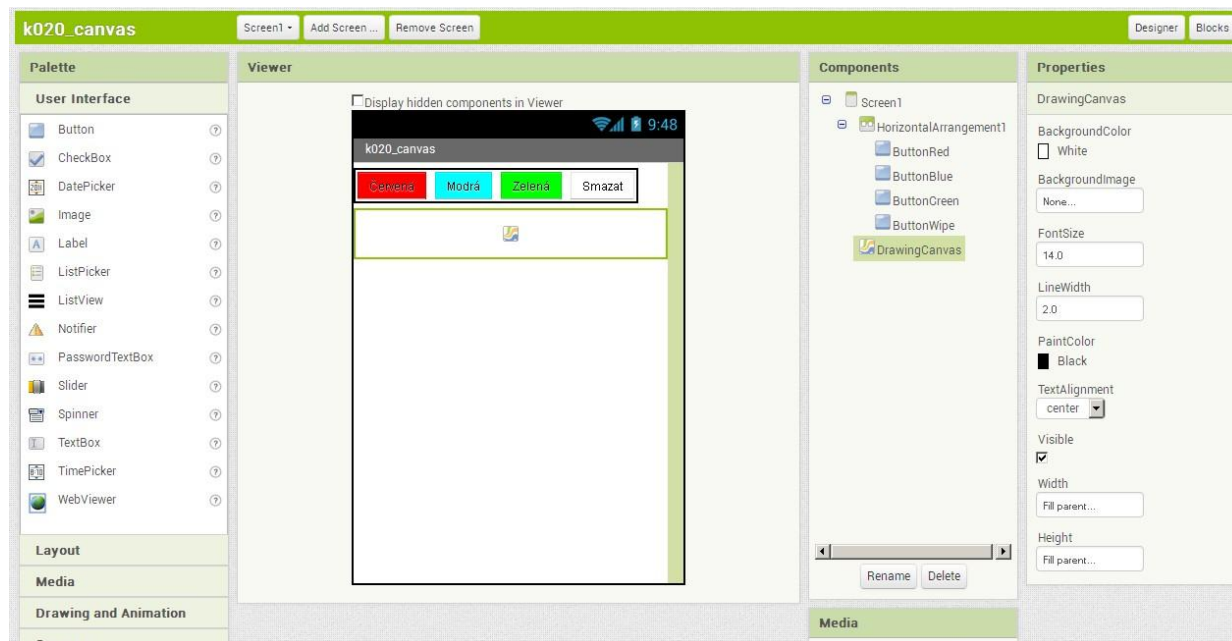 k020_canvas
Screen1
Add Screen ...
Remove Screen
Designer
Blocks
Palette
User Interface
Button
CheckBox
DatePicker
Image
Label
ListPicker
ListView
Notifier
PasswordTextBox
Slider
Spinner
TextBox
TimePicker
WebViewer
Layout
Media
Drawing and Animation
Viewer
Display hidden components in Viewer
9:48
k020_canvas
Červená Modrá Zelená Smazat
Components
Screen1
HorizontalArrangement1
ButtonRed
ButtonBlue
ButtonGreen
ButtonWipe
DrawingCanvas
Rename Delete
Media
Properties
DrawingCanvas
BackgroundColor
White
BackgroundImage
None...
FontSize
14.0
LineWidth
2.0
PaintColor
Black
TextAlignment
center
Visible
Width
Fill parent...
Height
Fill parent...